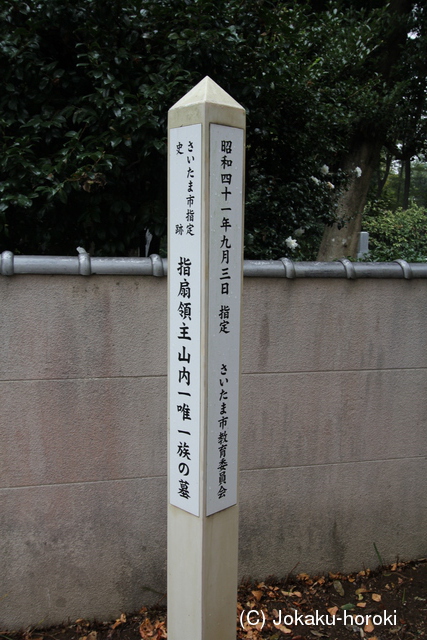 さいたま市指定
史跡
指扇領主山内一唯一族の墓
昭和四十一年九月三日 指定
さいたま市教育委員会
(C) Jokaku-horoki